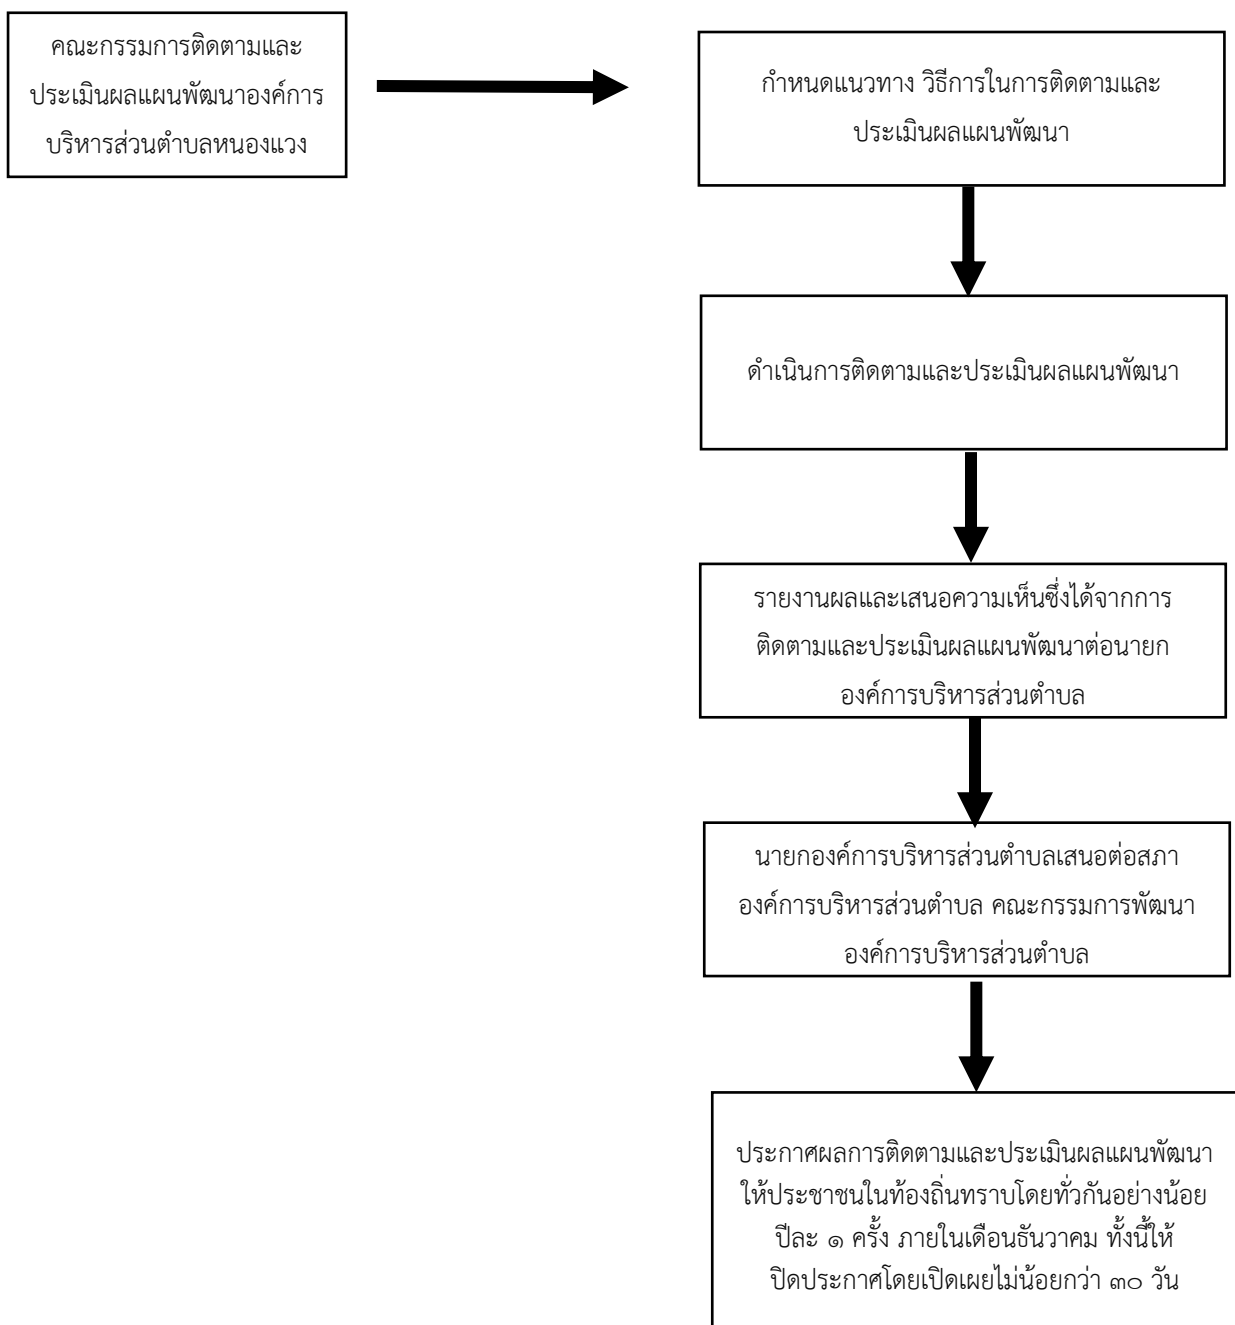 คณะกรรมการติดตามและ
ประเมินผลแผนพัฒนาองค์การ
บริหารส่วนตำบลหนองแวง
กำหนดแนวทาง วิธีการในการติดตามและ
ประเมินผลแผนพัฒนา
ดำเนินการติดตามและประเมินผลแผนพัฒนา
รายงานผลและเสนอความเห็นซึ่งได้จากการ
ติดตามและประเมินผลแผนพัฒนาต่อนายก
องค์การบริหารส่วนตำบล
นายกองค์การบริหารส่วนตำบลเสนอต่อสภา
องค์การบริหารส่วนตำบล คณะกรรมการพัฒนา
องค์การบริหารส่วนตำบล
ประกาศผลการติดตามและประเมินผลแผนพัฒนา
ให้ประชาชนในท้องถิ่นทราบโดยทั่วกันอย่างน้อย
ปีละ ๑ ครั้ง ภายในเดือนธันวาคม ทั้งนี้ให้
ปิดประกาศโดยเปิดเผยไม่น้อยกว่า ๓๐ วัน